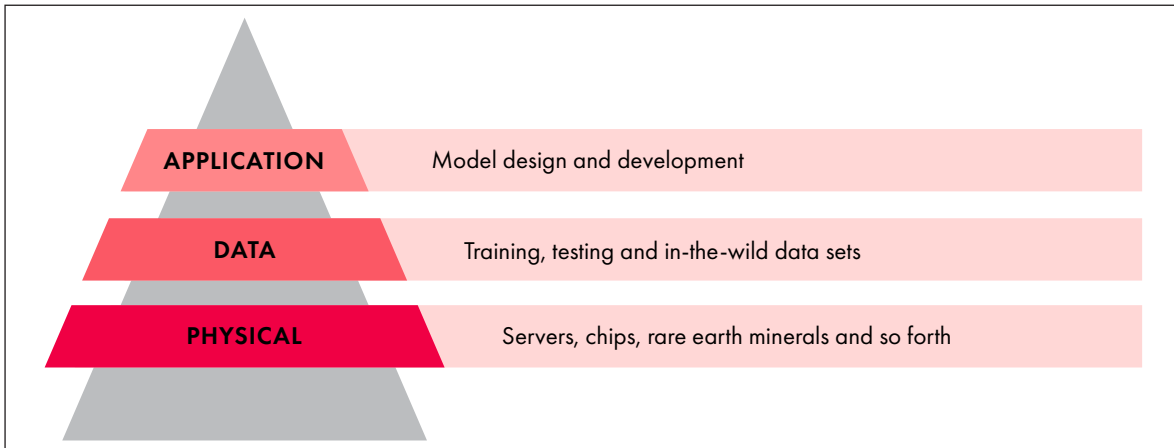 APPLICATION
Model design and development
DATA
Training, testing and in-the-wild data sets
PHYSICAL
Servers, chips, rare earth minerals and so forth